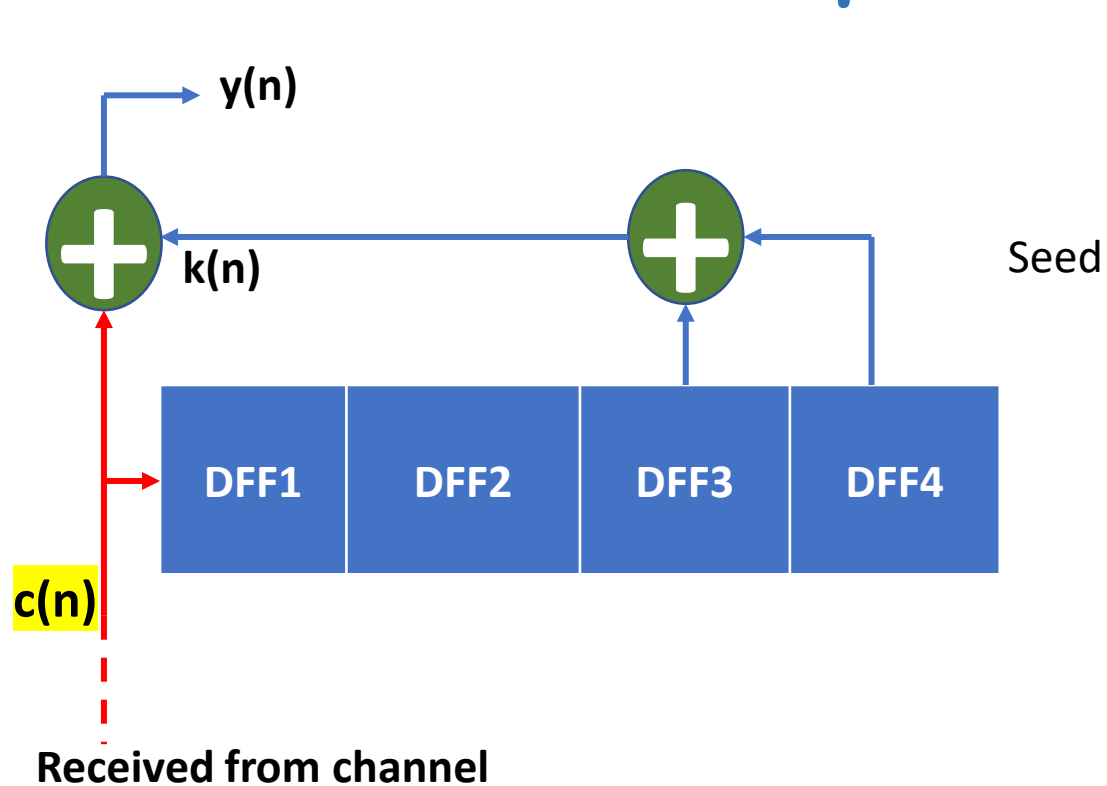 y(n)
k(n)
Seed
DFF1
DFF2
DFF3
DFF4
c(n)
Received from channel